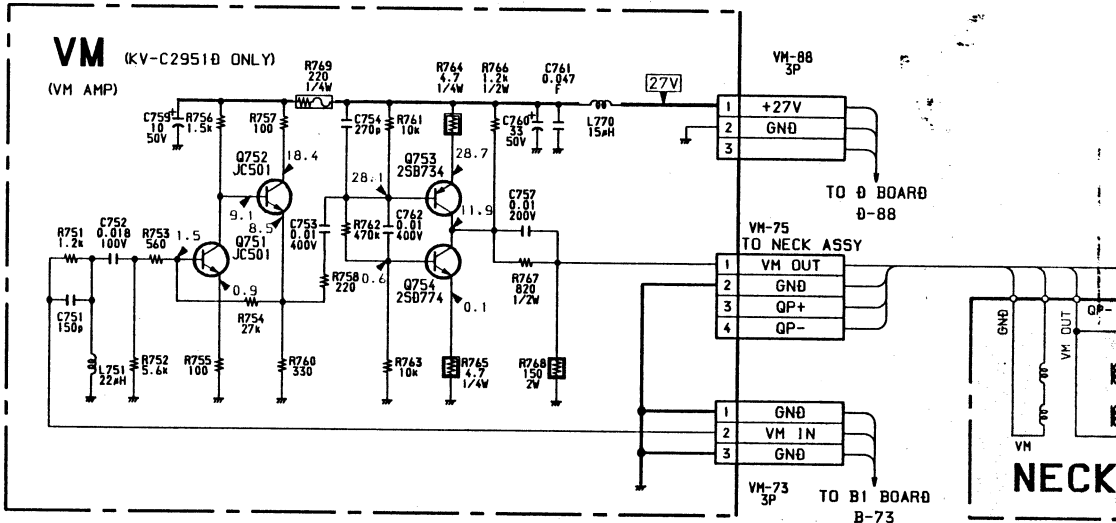 VM (KV-C2951D ONLY)
(VM AMP)
R769
220
1/4W
R764
4.7
1/4W
R766
1.2k
1/2W
C761
0.047
F
27V
L770
15μH
C759
10
50V
R756
1.5k
R757
100
C754
270p
R761
10k
C760
33
50V
Q752
JC501
18.4
Q753
2SB734
28.7
28.1
9.1
8.5
11.9
C757
0.01
200V
R751
1.2k
C752
0.018
100V
R753
560
1.5
Q751
JC501
0.9
C753
0.01
400V
R762
470k
C762
0.01
400V
R758
220
0.6
Q754
2SD774
0.1
R767
820
1/2W
C751
150p
R754
27k
L751
22μH
R752
5.6k
R755
100
R760
330
R763
10k
R765
4.7
1/4W
R768
150
2W
VM-88
3P
1 +27V
2 GND
3
TO D BOARD
D-88
VM-75
TO NECK ASSY
1 VM OUT
2 GND
3 QP+
4 QP-
1 GND
2 VM IN
3 GND
VM-73
3P
TO B1 BOARD
B-73
GND
VM OUT
QP-
VM
NECK